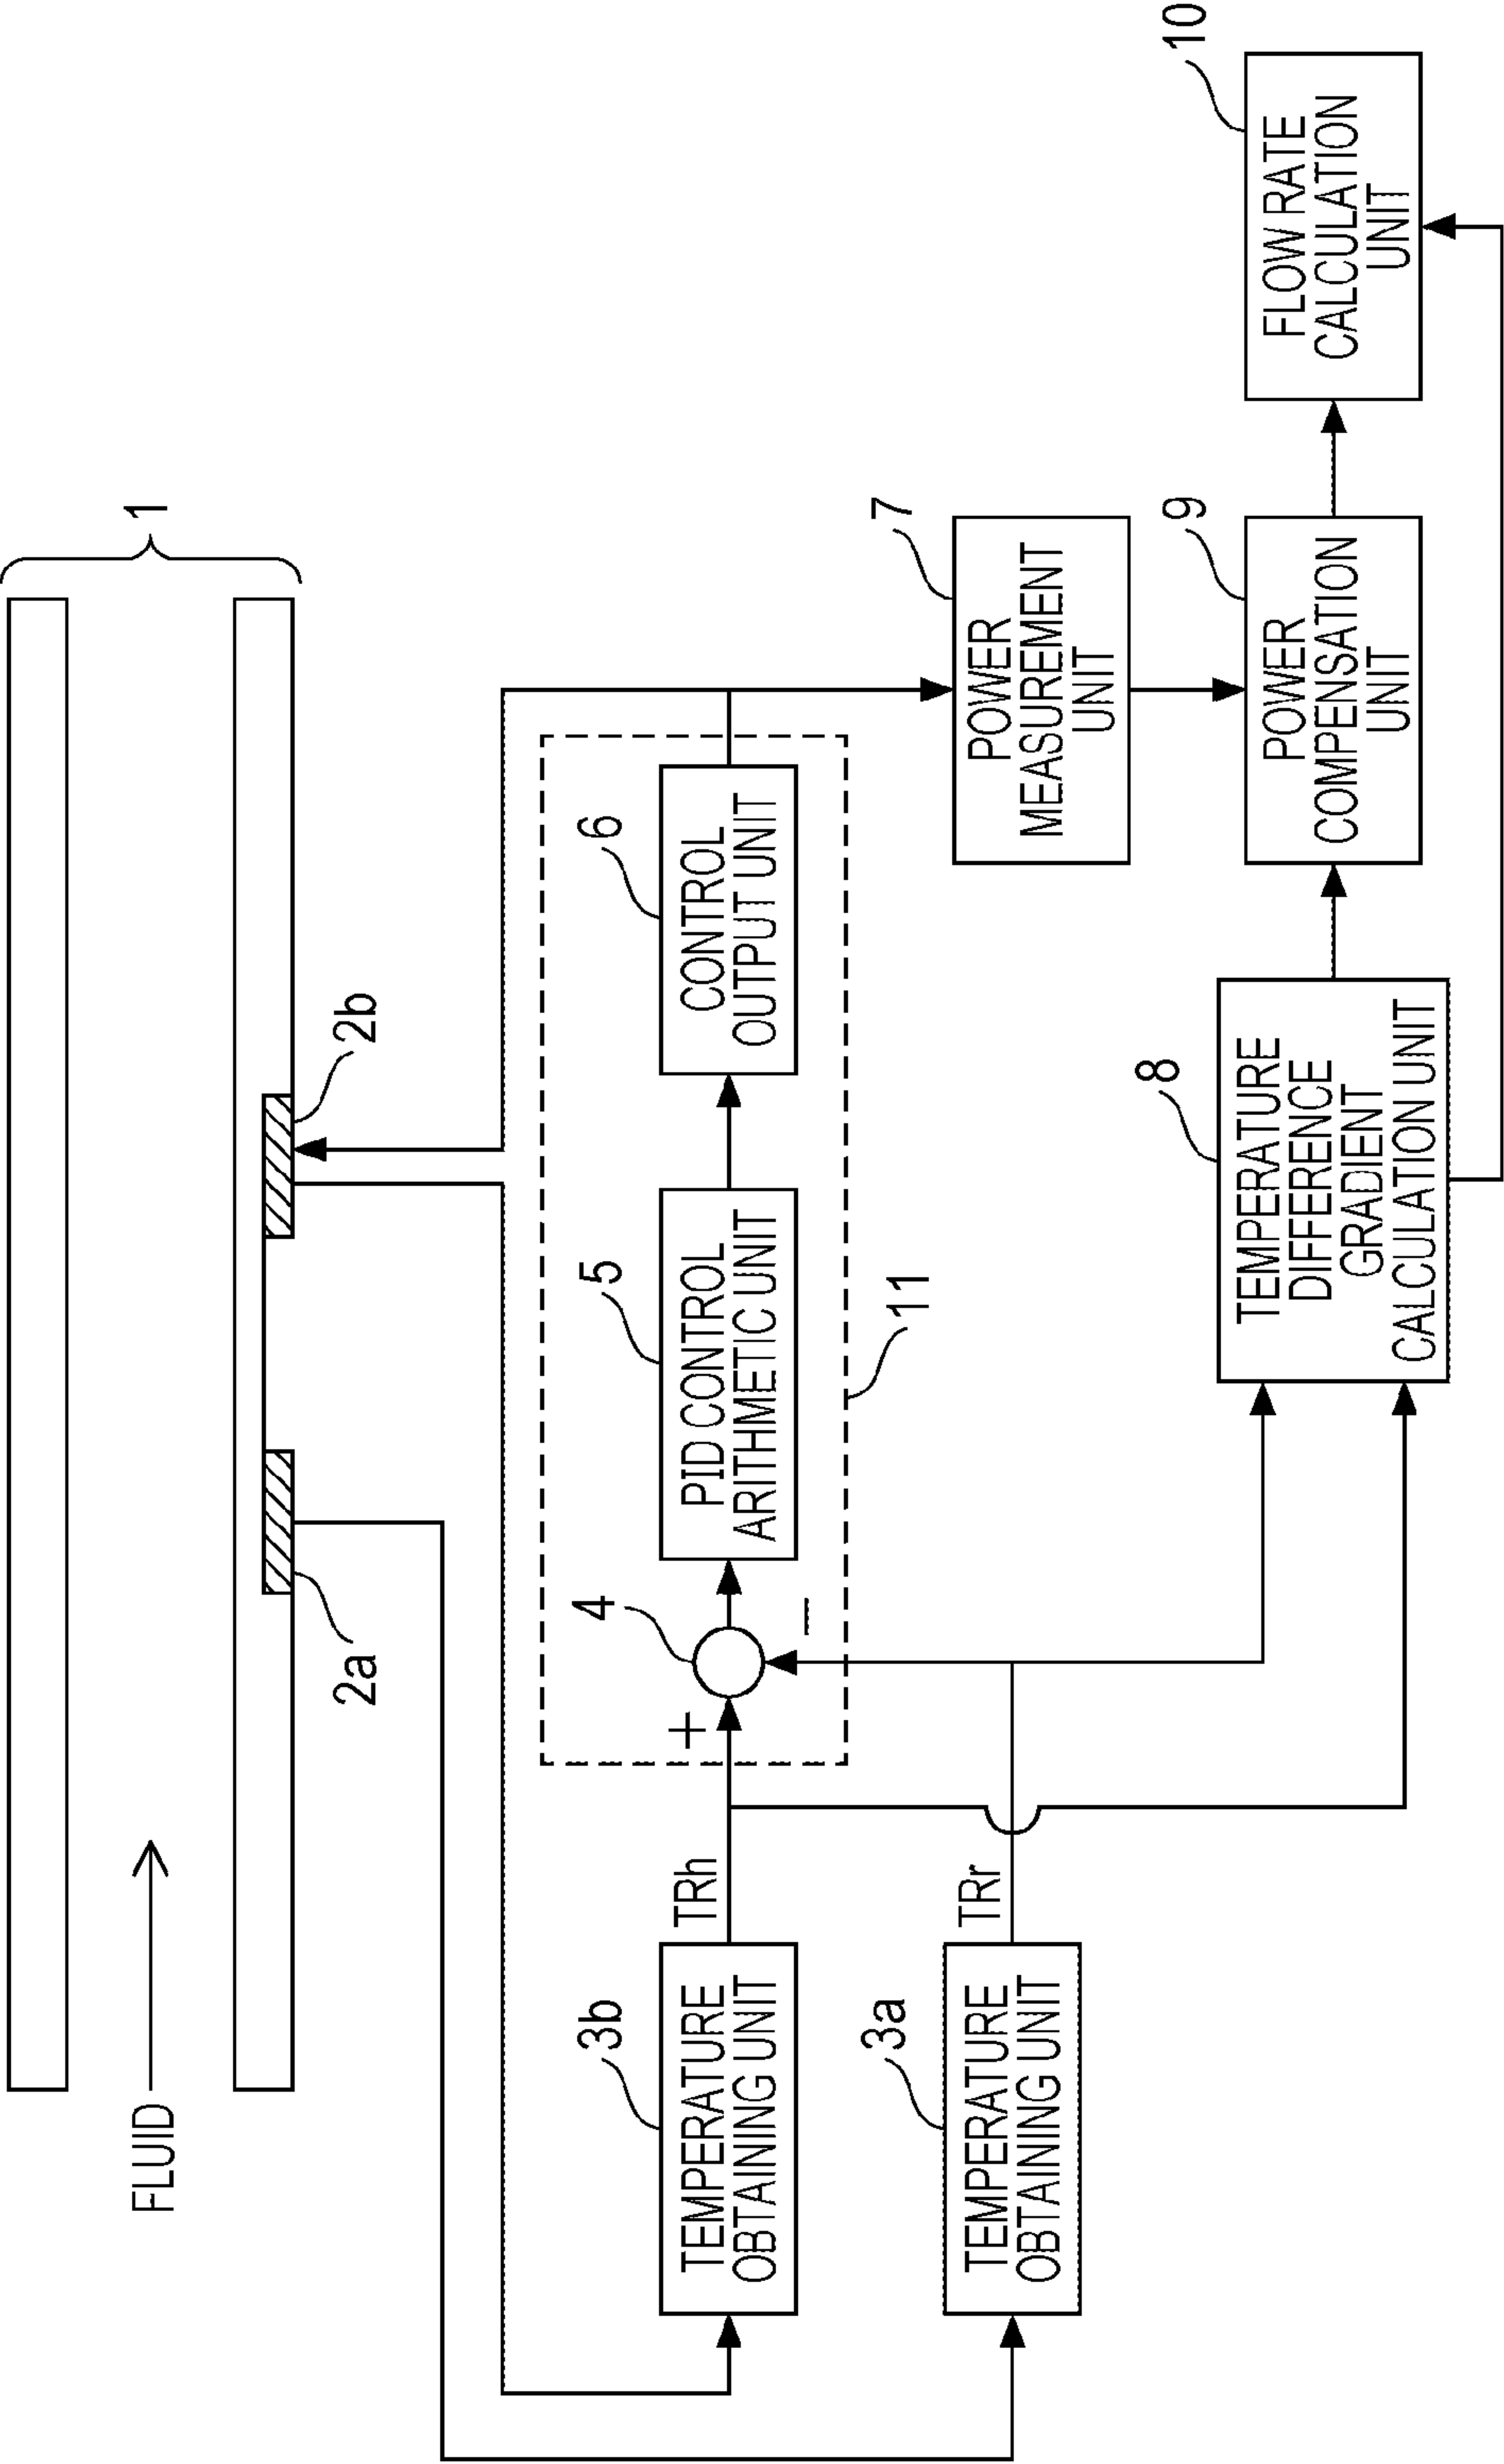 1
FLUID
2a
2b
3b
TEMPERATURE
OBTAINING UNIT
TRh
+
4
−
5
PID CONTROL
ARITHMETIC UNIT
6
CONTROL
OUTPUT UNIT
11
3a
TEMPERATURE
OBTAINING UNIT
TRr
7
POWER
MEASUREMENT
UNIT
8
TEMPERATURE
DIFFERENCE
GRADIENT
CALCULATION UNIT
9
POWER
COMPENSATION
UNIT
10
FLOW RATE
CALCULATION
UNIT